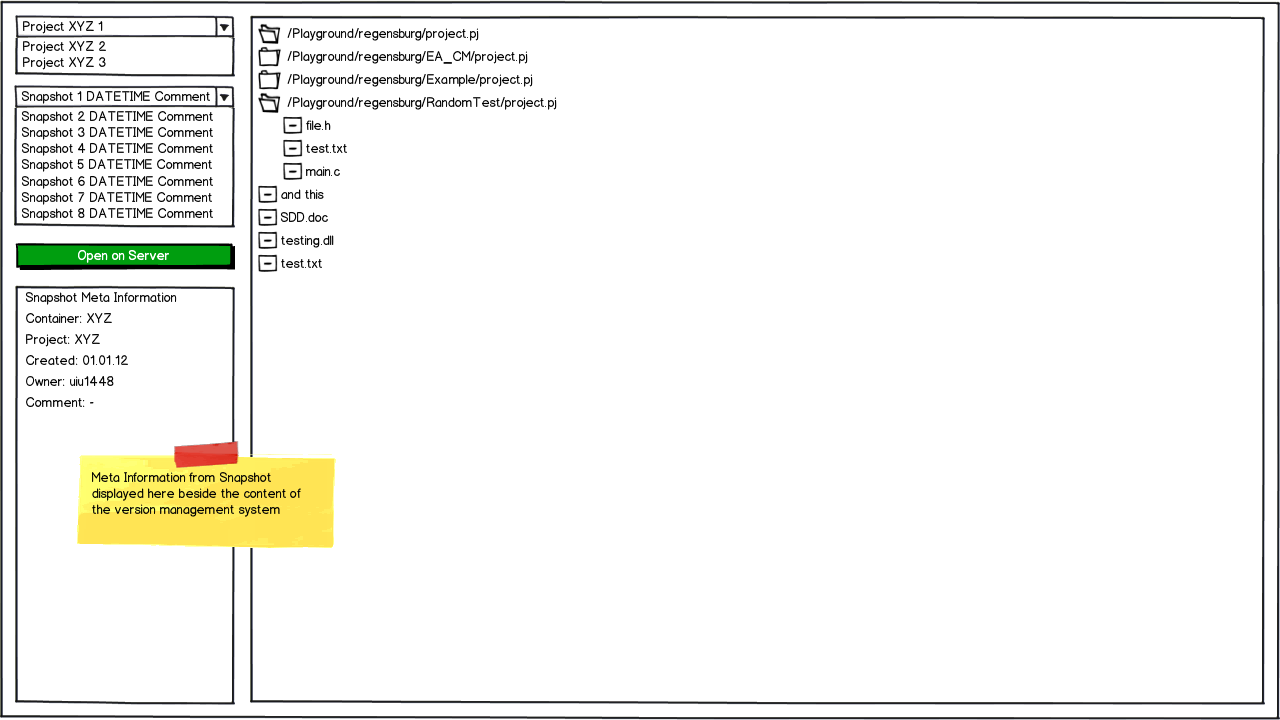 Project XYZ 1
Project XYZ 2
Project XYZ 3
Snapshot 1 DATETIME Comment
Snapshot 2 DATETIME Comment
Snapshot 3 DATETIME Comment
Snapshot 4 DATETIME Comment
Snapshot 5 DATETIME Comment
Snapshot 6 DATETIME Comment
Snapshot 7 DATETIME Comment
Snapshot 8 DATETIME Comment
Open on Server
Snapshot Meta Information
Container: XYZ
Project: XYZ
Created: 01.01.12
Owner: uiu1448
Comment: -
Meta Information from Snapshot
displayed here beside the content of
the version management system
/Playground/regensburg/project.pj
/Playground/regensburg/EA_CM/project.pj
/Playground/regensburg/Example/project.pj
/Playground/regensburg/RandomTest/project.pj
file.h
test.txt
main.c
and this
SDD.doc
testing.dll
test.txt